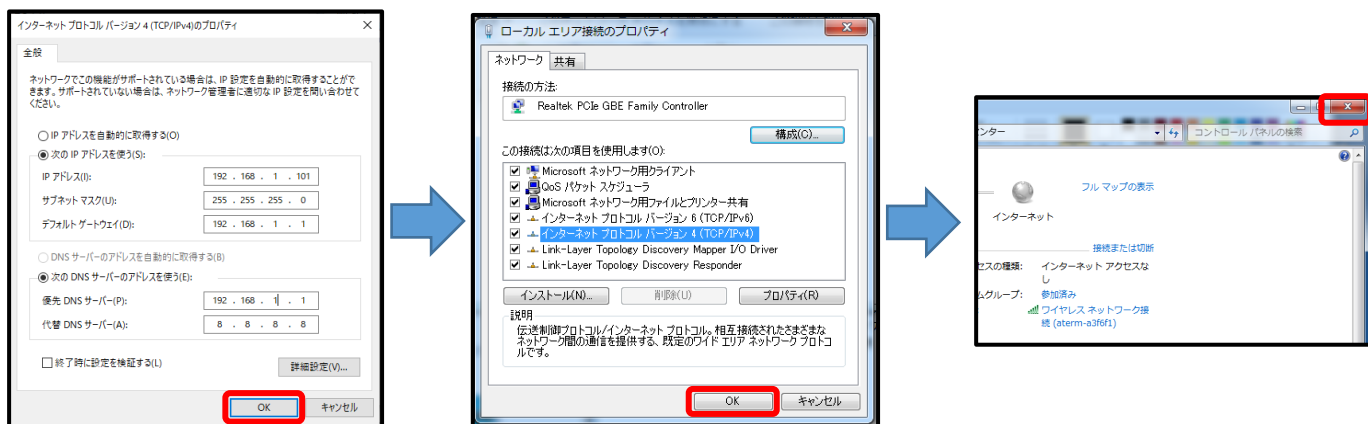 インターネット プロトコル バージョン 4 (TCP/IPv4)のプロパティ
全般
ネットワークでこの機能がサポートされている場合は、IP 設定を自動的に取得することがで
きます。サポートされていない場合は、ネットワーク管理者に適切な IP 設定を問い合わせて
ください。
IP アドレスを自動的に取得する(O)
次の IP アドレスを使う(S):
IP アドレス(I): 192 . 168 . 1 . 101
サブネット マスク(U): 255 . 255 . 255 . 0
デフォルト ゲートウェイ(D): 192 . 168 . 1 . 1
DNS サーバーのアドレスを自動的に取得する(B)
次の DNS サーバーのアドレスを使う(E):
優先 DNS サーバー(P): 192 . 168 . 1 . 1
代替 DNS サーバー(A): 8 . 8 . 8 . 8
終了時に設定を検証する(L)
詳細設定(V)...
OK キャンセル
ローカル エリア接続のプロパティ
ネットワーク 共有
接続の方法:
Realtek PCIe GBE Family Controller
構成(C)...
この接続は次の項目を使用します(O):
Microsoft ネットワーク用クライアント
QoS パケット スケジューラ
Microsoft ネットワーク用ファイルとプリンター共有
インターネット プロトコル バージョン 6 (TCP/IPv6)
インターネット プロトコル バージョン 4 (TCP/IPv4)
Link-Layer Topology Discovery Mapper I/O Driver
Link-Layer Topology Discovery Responder
インストール(N)... 削除(U) プロパティ(R)
説明
伝送制御プロトコル/インターネット プロトコル。相互接続されたさまざまな
ネットワーク間の通信を提供する、既定のワイド エリア ネットワーク プロトコ
ルです。
OK キャンセル
ンター コントロール パネルの検索
フル マップの表示
インターネット
接続または切断
セスの種類: インターネット アクセスな
し
ムグループ: 参加済み
ワイヤレス ネットワーク接
続 (aterm-a3f6f1)